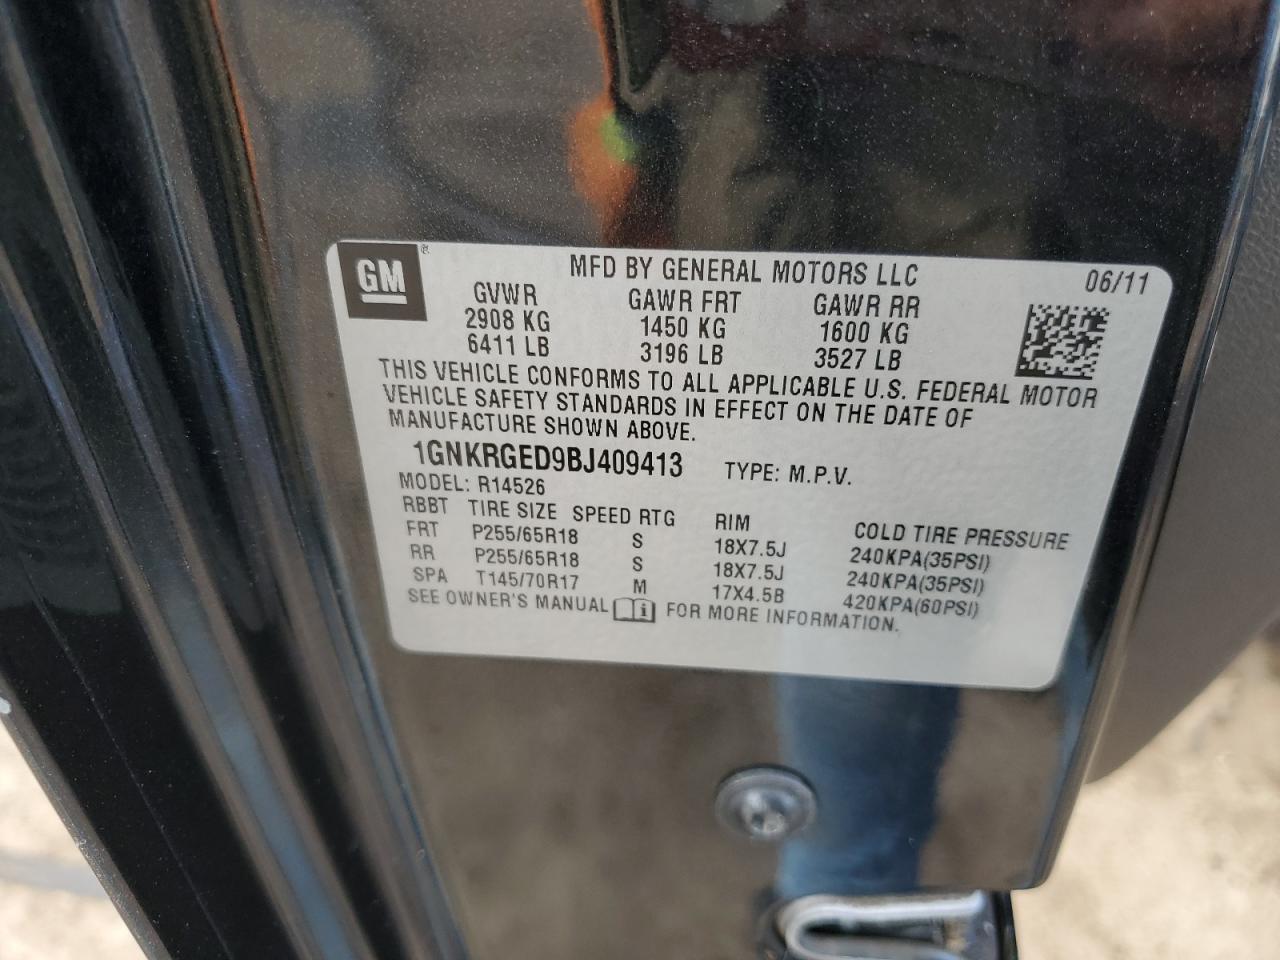 GM®
MFD BY GENERAL MOTORS LLC
06/11
GVWR GAWR FRT GAWR RR
2908 KG 1450 KG 1600 KG
6411 LB 3196 LB 3527 LB
THIS VEHICLE CONFORMS TO ALL APPLICABLE U.S. FEDERAL MOTOR
VEHICLE SAFETY STANDARDS IN EFFECT ON THE DATE OF
MANUFACTURE SHOWN ABOVE.
1GNKRGED9BJ409413 TYPE: M.P.V.
MODEL: R14526
RBBT TIRE SIZE SPEED RTG RIM COLD TIRE PRESSURE
FRT P255/65R18 S 18X7.5J 240KPA(35PSI)
RR P255/65R18 S 18X7.5J 240KPA(35PSI)
SPA T145/70R17 M 17X4.5B 420KPA(60PSI)
SEE OWNER'S MANUAL i FOR MORE INFORMATION.